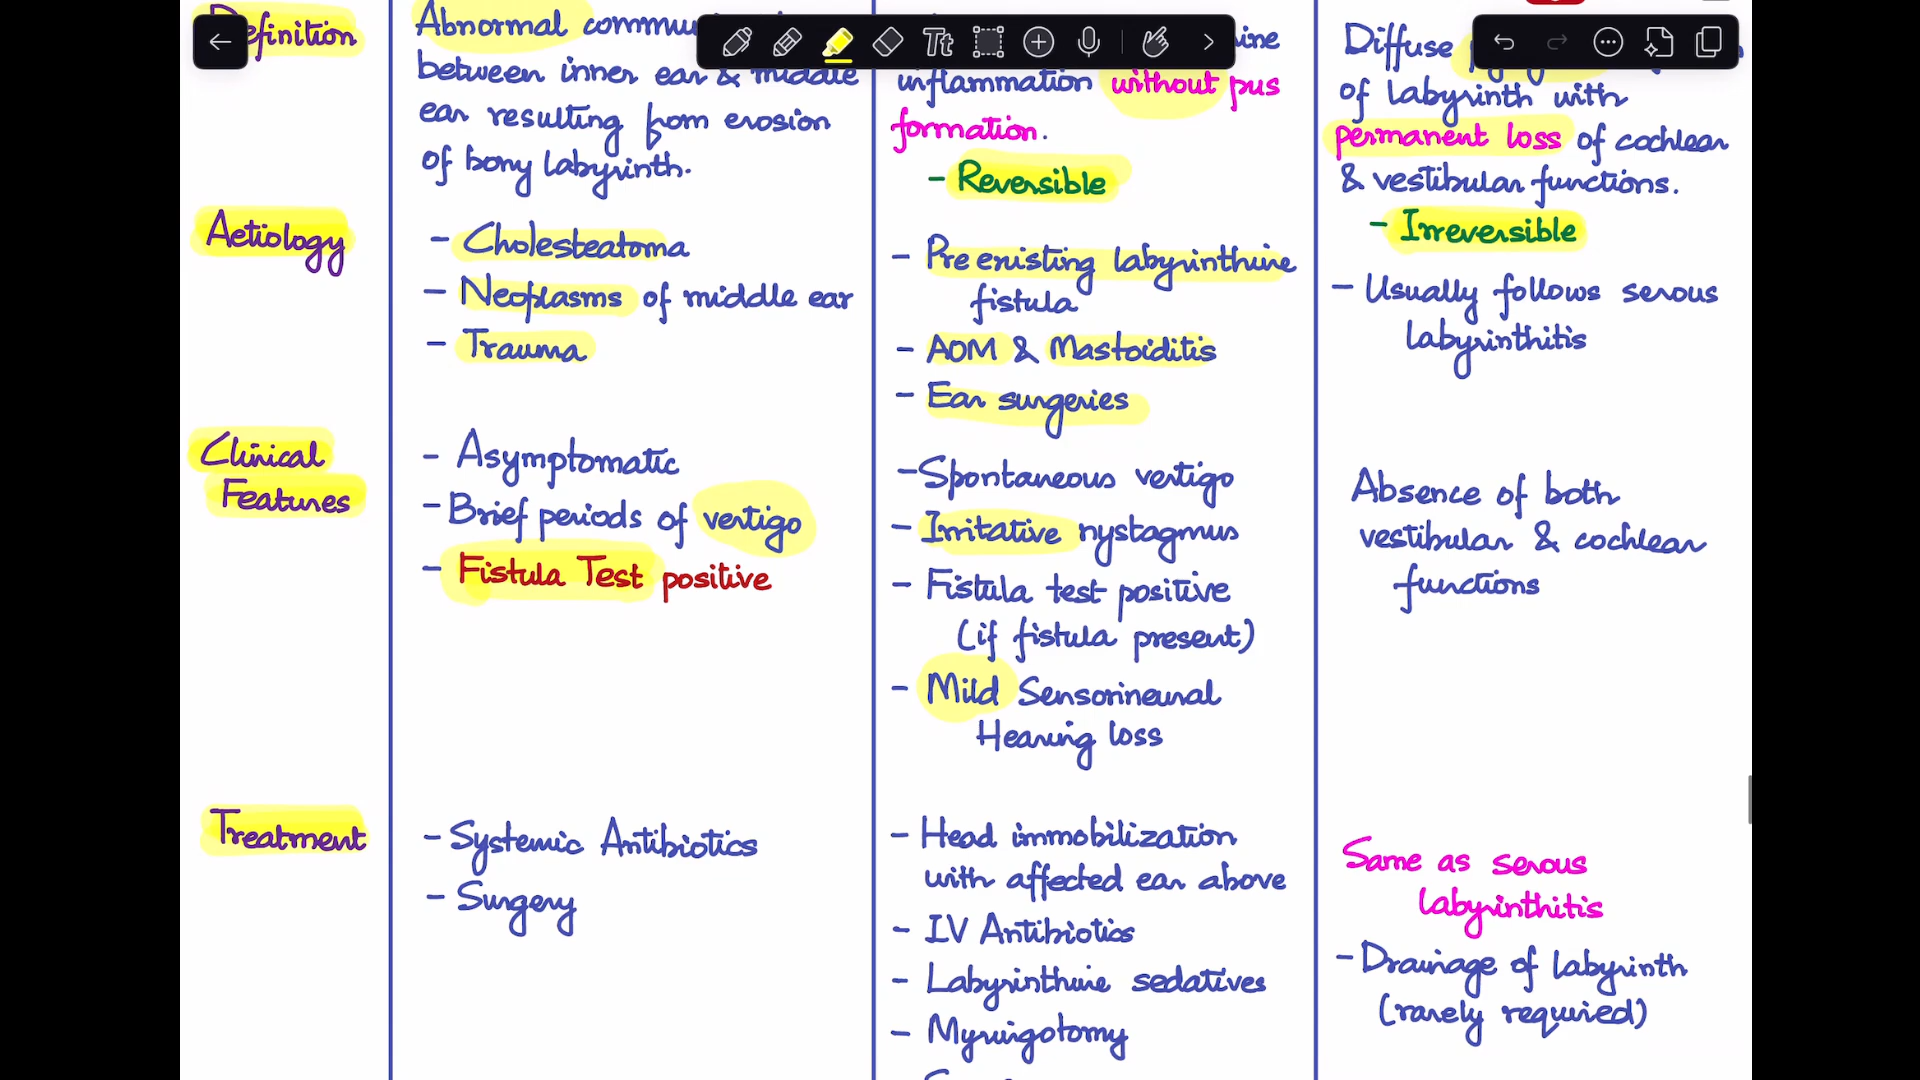 Definition
Abnormal
between inner ear & middle
ear resulting from erosion
of bony labyrinth.
inflammation without pus
formation.
- Reversible
Diffuse
of labyrinth with
permanent loss of cochlear
& vestibular functions.
- Irreversible
Aetiology
- Cholesteatoma
- Neoplasms of middle ear
- Trauma
- Pre existing labyrinthine
fistula
- AOM & Mastoiditis
- Ear surgeries
- Usually follows serous
labyrinthitis
Clinical
Features
- Asymptomatic
- Brief periods of vertigo
- Fistula Test positive
- Spontaneous vertigo
- Irritative nystagmus
- Fistula test positive
(if fistula present)
- Mild Sensorineural
Hearing loss
Absence of both
vestibular & cochlear
functions
Treatment
- Systemic Antibiotics
- Surgery
- Head immobilization
with affected ear above
- IV Antibiotics
- Labyrinthine sedatives
- Myringotomy
Same as serous
labyrinthitis
- Drainage of labyrinth
(rarely required)
Tt